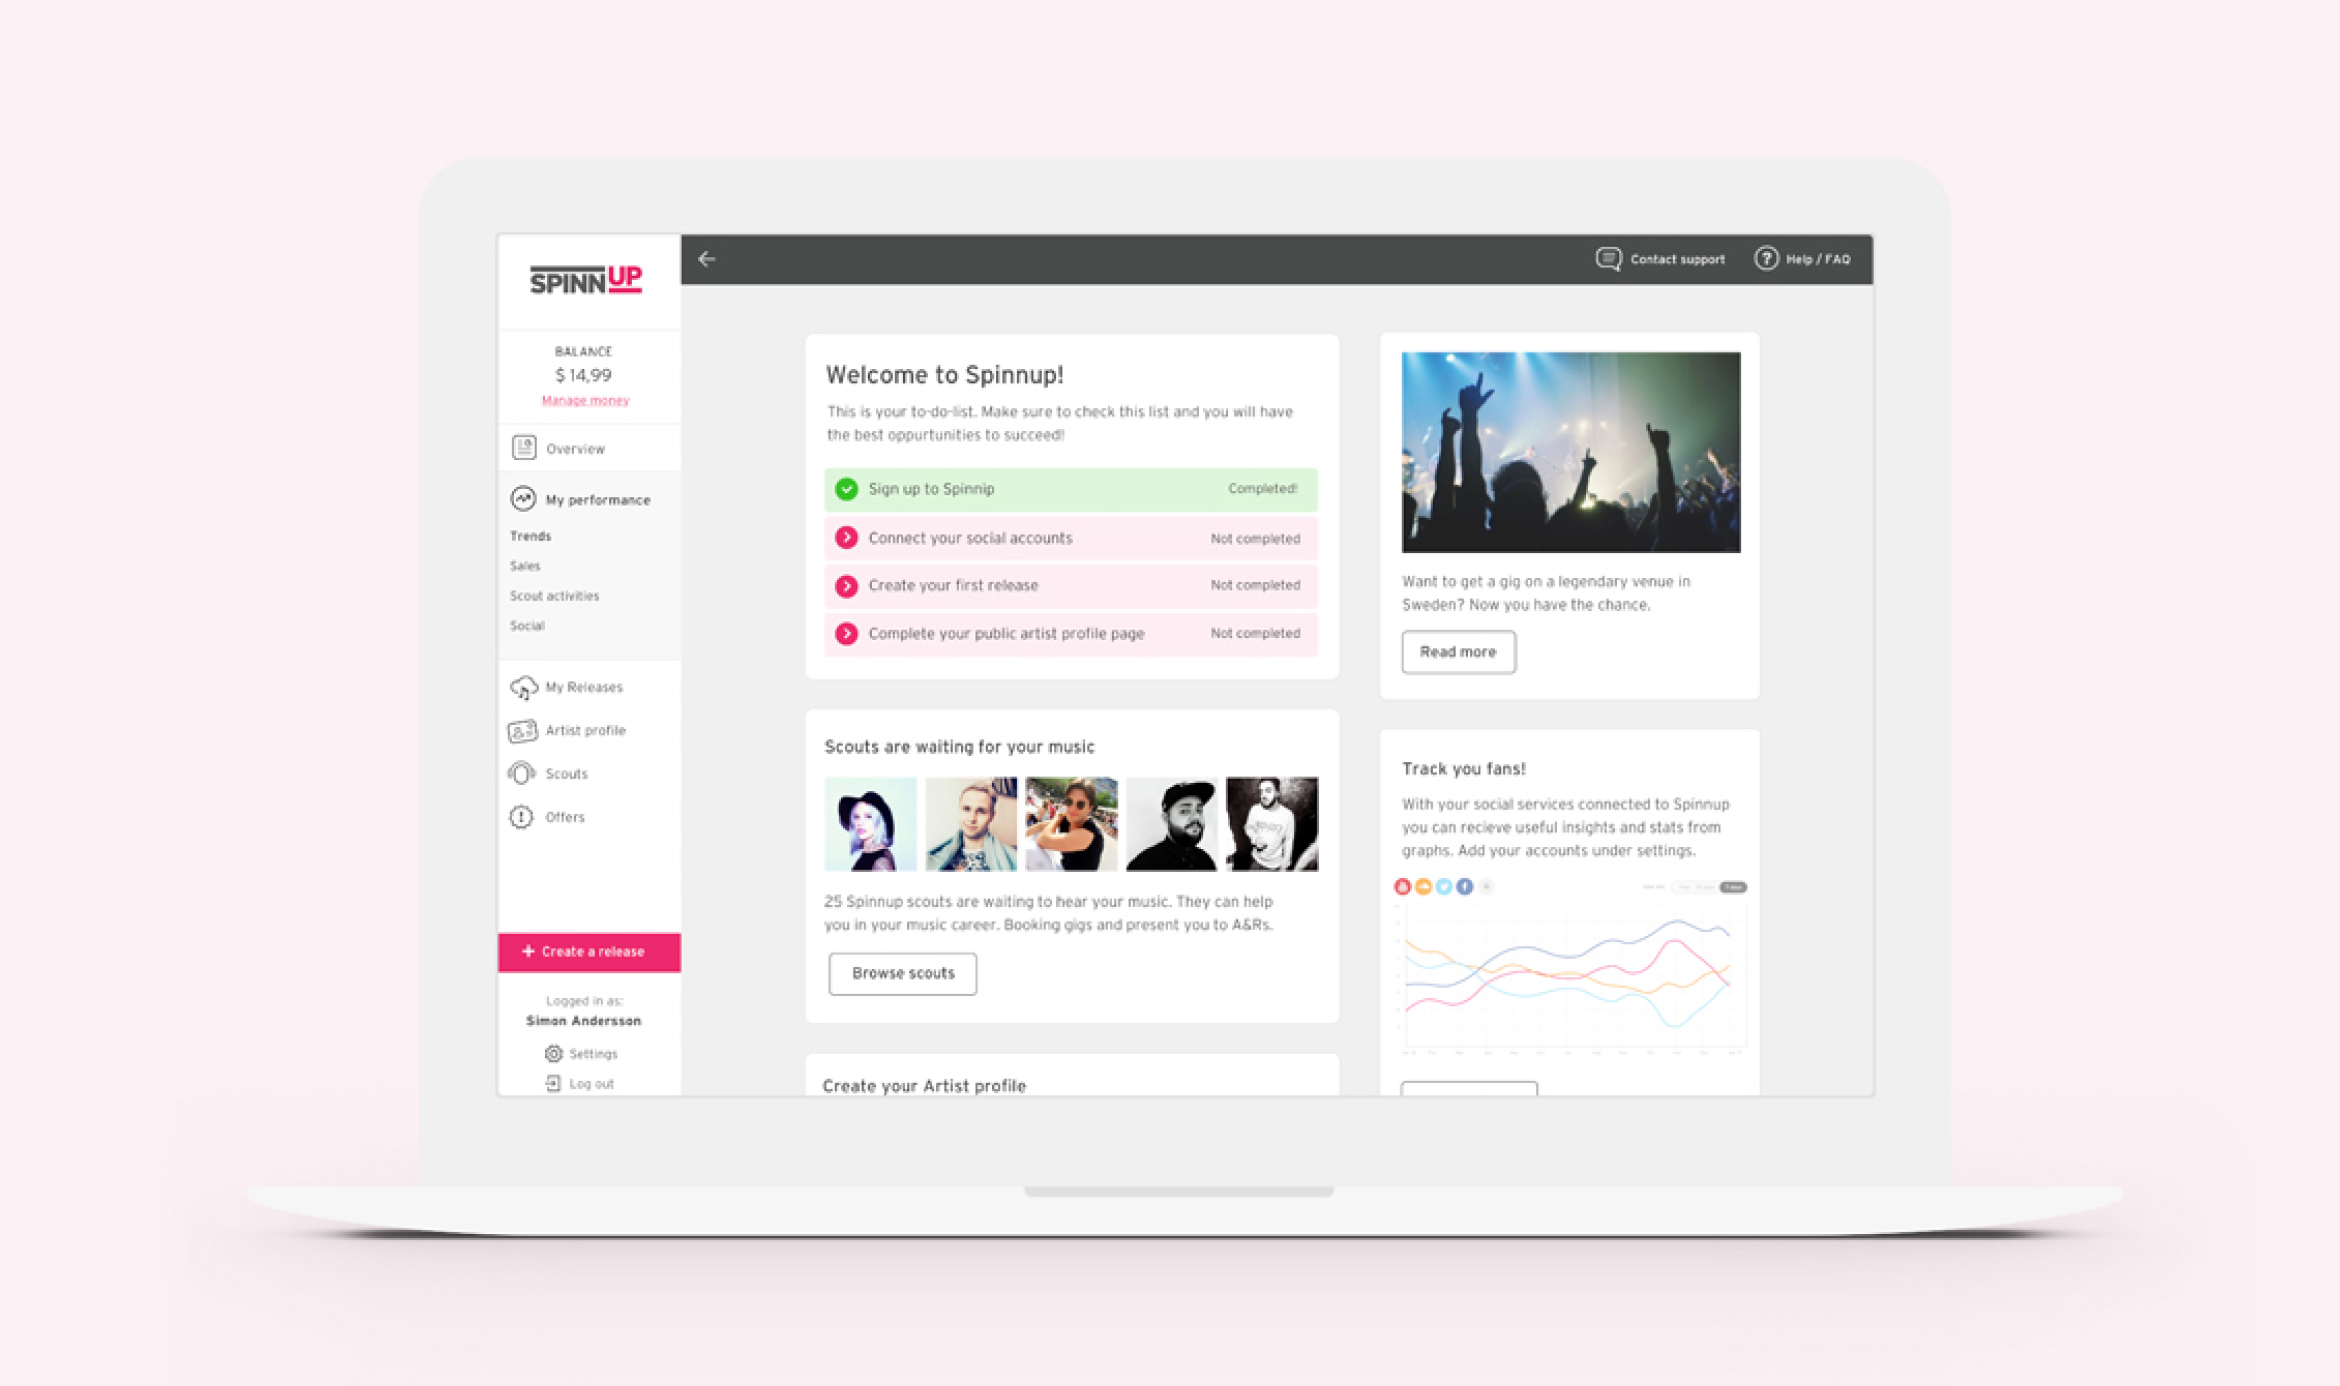 SPINNUP
BALANCE
$ 14,99
Manage money
Overview
My performance
Trends
Sales
Scout activities
Social
My Releases
Artist profile
Scouts
Offers
+ Create a release
Logged in as:
Simon Andersson
Settings
Log out
Contact support
Help / FAQ
Welcome to Spinnup!
This is your to-do-list. Make sure to check this list and you will have
the best oppurtunities to succeed!
Sign up to Spinnip Completed!
Connect your social accounts Not completed
Create your first release Not completed
Complete your public artist profile page Not completed
Scouts are waiting for your music
25 Spinnup scouts are waiting to hear your music. They can help
you in your music career. Booking gigs and present you to A&Rs.
Browse scouts
Create your Artist profile
Want to get a gig on a legendary venue in
Sweden? Now you have the chance.
Read more
Track you fans!
With your social services connected to Spinnup
you can recieve useful insights and stats from
graphs. Add your accounts under settings.